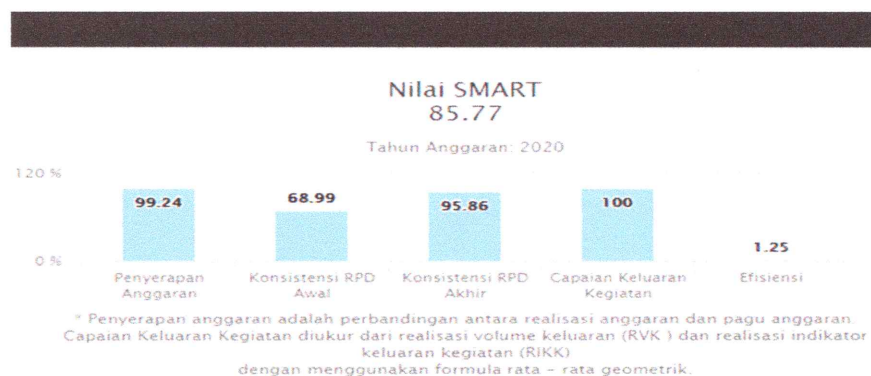 Nilai SMART
85.77
Tahun Anggaran: 2020
120 %
99.24
68.99
95.86
100
1.25
0 %
Penyerapan Anggaran
Konsistensi RPD Awal
Konsistensi RPD Akhir
Capaian Keluaran Kegiatan
Efisiensi
* Penyerapan anggaran adalah perbandingan antara realisasi anggaran dan pagu anggaran.
Capaian Keluaran Kegiatan diukur dari realisasi volume keluaran (RVK ) dan realisasi indikator
keluaran kegiatan (RIKK)
dengan menggunakan formula rata – rata geometrik.